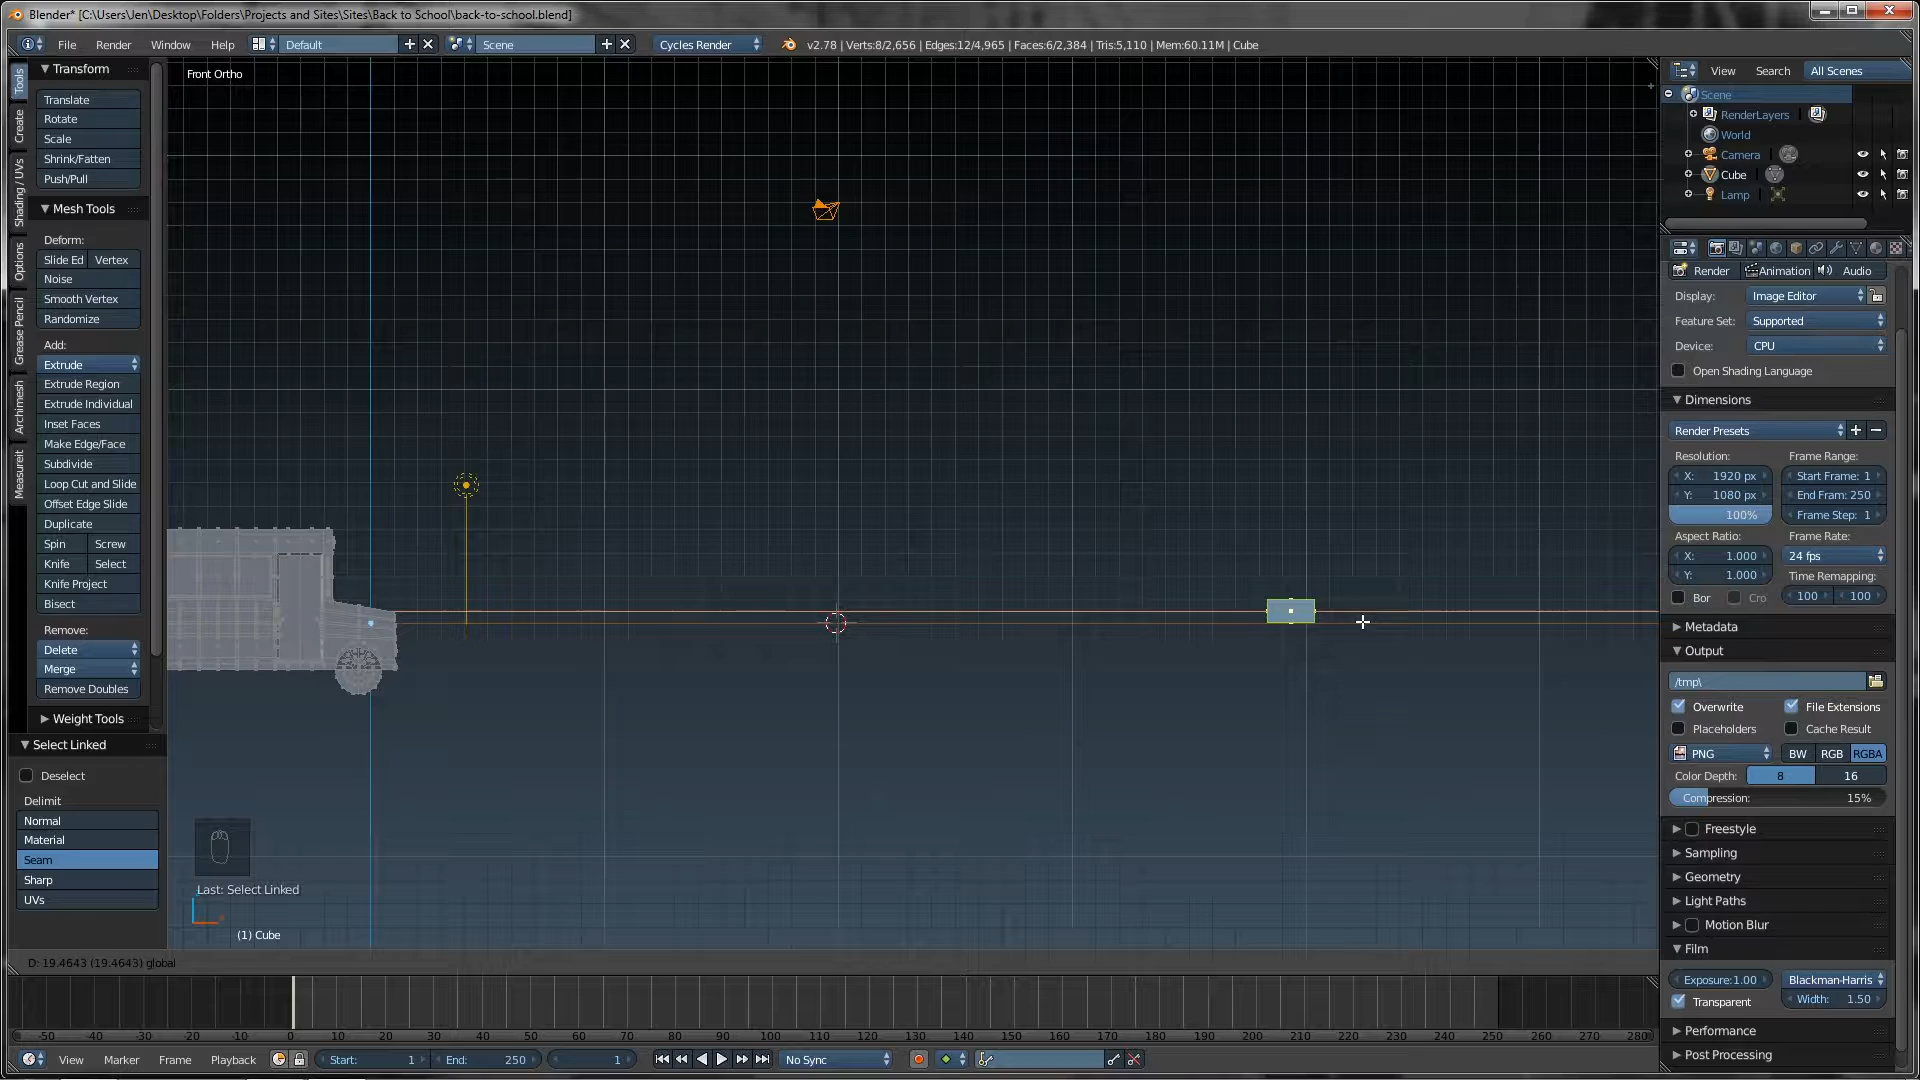 Blender* [C:\Users\Jen\Desktop\Folders\Projects and Sites\Sites\Back to School\back-to-school.blend]
File Render Window Help Default Scene Cycles Render v2.78 | Verts:8/2,656 | Edges:12/4,965 | Faces:6/2,384 | Tris:5,110 | Mem:60.11M | Cube
Tools
Create
Shading / UVs
Options
Grease Pencil
Archimesh
Measureit
Transform
Translate
Rotate
Scale
Shrink/Fatten
Push/Pull
Mesh Tools
Deform:
Slide Ed Vertex
Noise
Smooth Vertex
Randomize
Add:
Extrude
Extrude Region
Extrude Individual
Inset Faces
Make Edge/Face
Subdivide
Loop Cut and Slide
Offset Edge Slide
Duplicate
Spin Screw
Knife Select
Knife Project
Bisect
Remove:
Delete
Merge
Remove Doubles
Weight Tools
Select Linked
Deselect
Delimit
Normal
Material
Seam
Sharp
UVs
Front Ortho
Last: Select Linked
(1) Cube
D: 19.4643 (19.4643) global
View Search All Scenes
Scene
RenderLayers
World
Camera
Cube
Lamp
Render Animation Audio
Display: Image Editor
Feature Set: Supported
Device: CPU
Open Shading Language
Dimensions
Render Presets
Resolution: Frame Range:
X: 1920 px Start Frame: 1
Y: 1080 px End Fram: 250
100% Frame Step: 1
Aspect Ratio: Frame Rate:
X: 1.000 24 fps
Y: 1.000 Time Remapping:
Bor Cro 100 100
Metadata
Output
/tmp\
Overwrite File Extensions
Placeholders Cache Result
PNG BW RGB RGBA
Color Depth: 8 16
Compression: 15%
Freestyle
Sampling
Geometry
Light Paths
Motion Blur
Film
Exposure:1.00 Blackman-Harris
Transparent Width: 1.50
Performance
Post Processing
-50 -40 -30 -20 -10 0 10 20 30 40 50 60 70 80 90 100 110 120 130 140 150 160 170 180 190 200 210 220 230 240 250 260 270 280
View Marker Frame Playback Start: 1 End: 250 1 No Sync